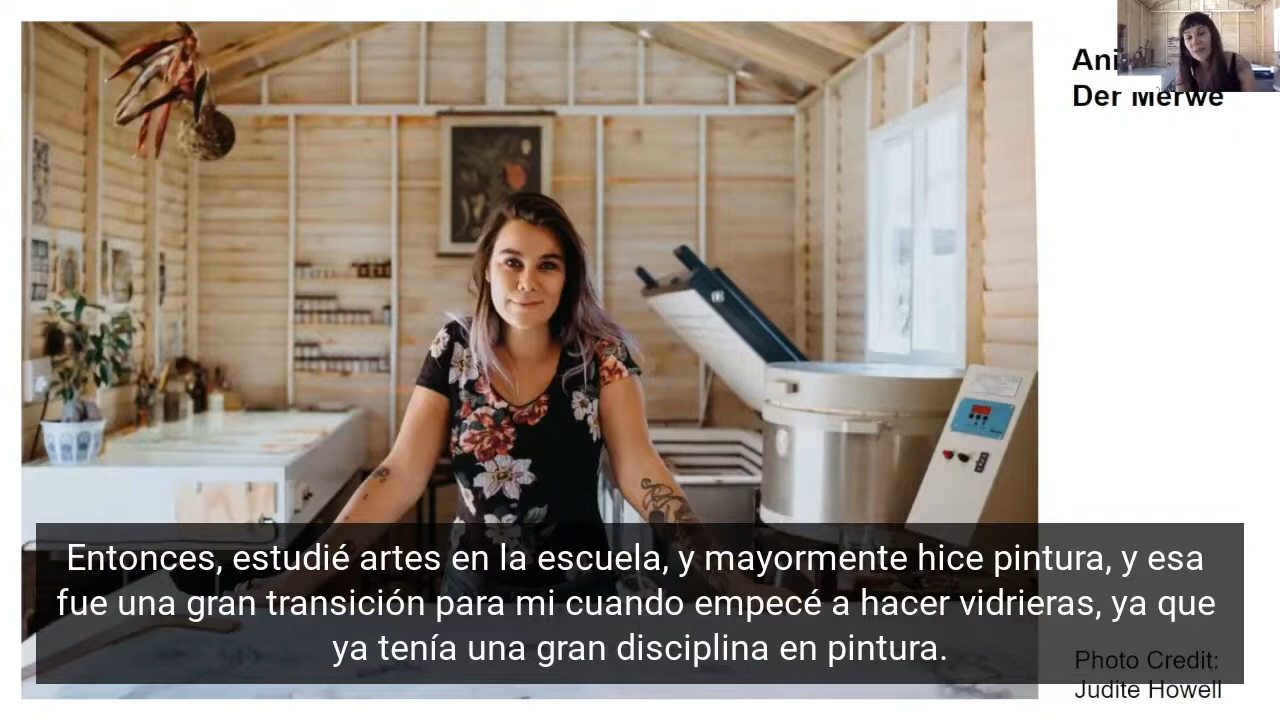 Ani
Der Merwe
Entonces, estudié artes en la escuela, y mayormente hice pintura, y esa
fue una gran transición para mi cuando empecé a hacer vidrieras, ya que
ya tenía una gran disciplina en pintura.
Photo Credit:
Judite Howell